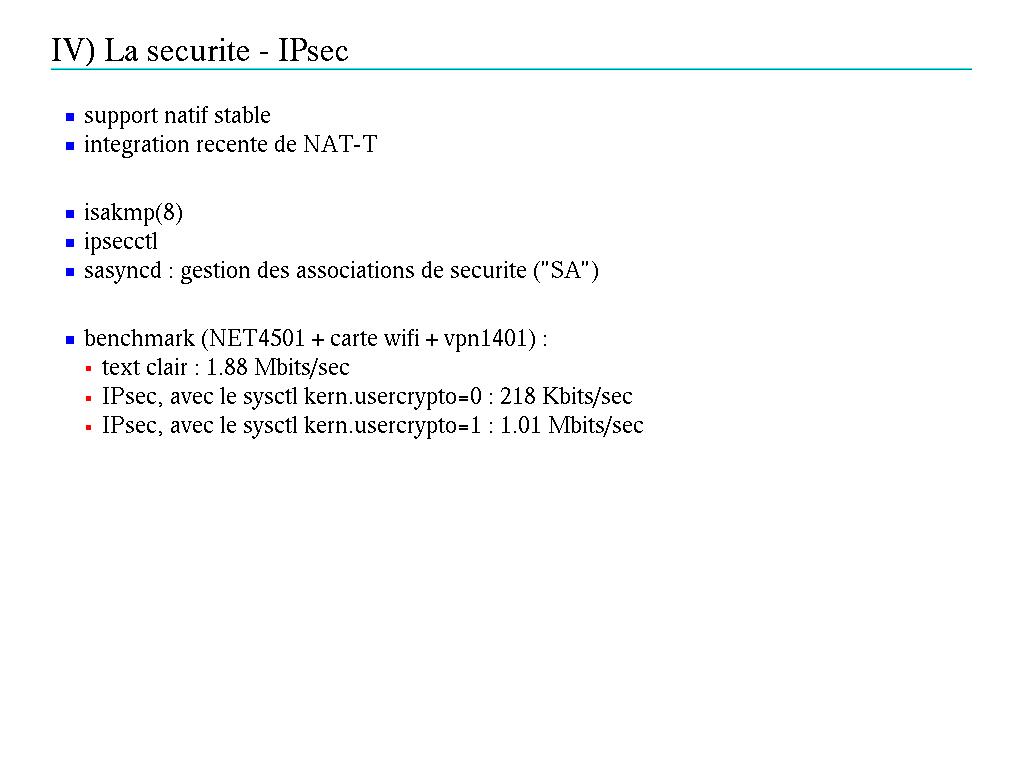 IV) La securite - IPsec
support natif stable
integration recente de NAT-T
isakmp(8)
ipsecctl
sasyncd : gestion des associations de securite ("SA")
benchmark (NET4501 + carte wifi + vpn1401) :
text clair : 1.88 Mbits/sec
IPsec, avec le sysctl kern.usercrypto=0 : 218 Kbits/sec
IPsec, avec le sysctl kern.usercrypto=1 : 1.01 Mbits/sec